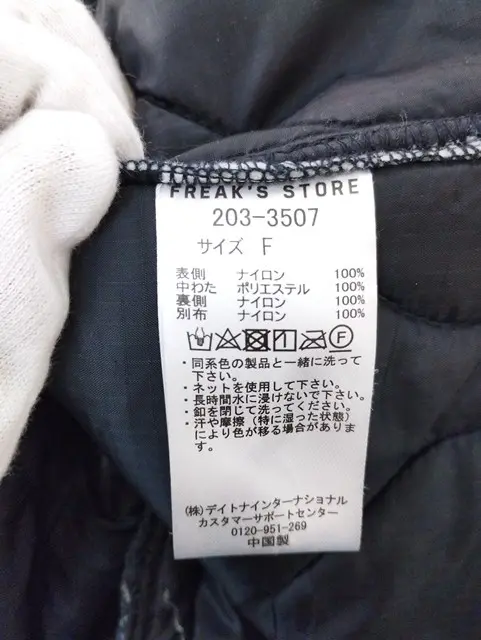 FREAK'S STORE
203-3507
サイズ F
表側 ナイロン 100%
中わた ポリエステル 100%
裏側 ナイロン 100%
別布 ナイロン 100%
F
・同系色の製品と一緒に洗って
下さい。
・ネットを使用して下さい。
・長時間水に浸けないで下さい。
・釦を閉じて洗ってください。
・汗や摩擦（特に湿った状態）
により色が移る場合がありま
す。
(株)デイトナインターナショナル
カスタマーサポートセンター
0120-951-269
中国製